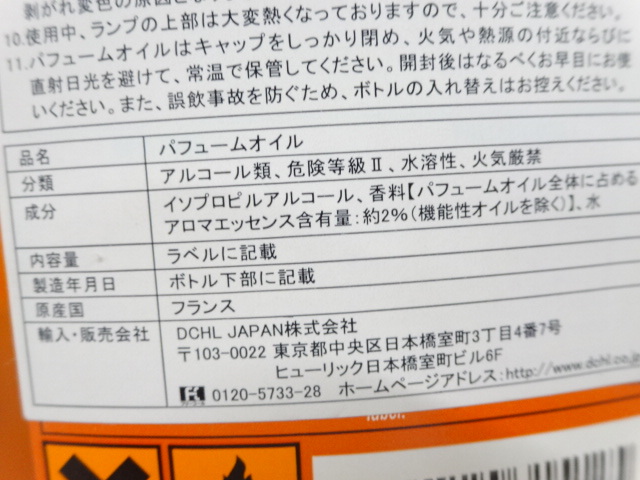 剥がれ変色の原因と
10.使用中、ランプの上部は大変熱くなっておりますので、十分ご注意ください。
11.パフュームオイルはキャップをしっかり閉め、火気や熱源の付近ならびに
直射日光を避けて、常温で保管してください。開封後はなるべくお早目にお使
いください。また、誤飲事故を防ぐため、ボトルの入れ替えはお控えください。
品名 パフュームオイル
分類 アルコール類、危険等級Ⅱ、水溶性、火気厳禁
成分 イソプロピルアルコール、香料【パフュームオイル全体に占める
アロマエッセンス含有量：約2％（機能性オイルを除く）】、水
内容量 ラベルに記載
製造年月日 ボトル下部に記載
原産国 フランス
輸入・販売会社 DCHL JAPAN株式会社
〒103-0022 東京都中央区日本橋室町3丁目4番7号
ヒューリック日本橋室町ビル6F
0120-5733-28 ホームページアドレス：http://www.dchl.co.jp
label.